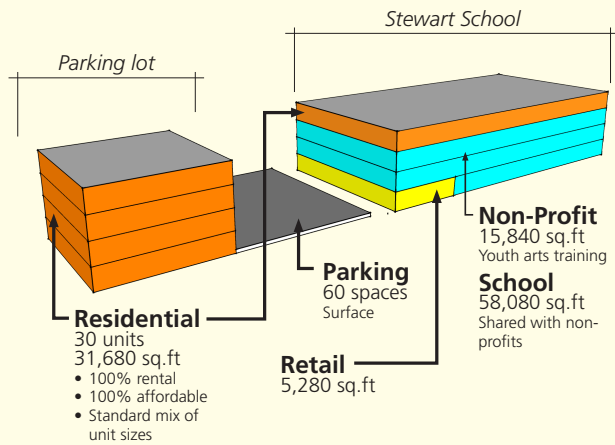 Stewart School
Parking lot
Non-Profit
15,840 sq.ft
Youth arts training
School
58,080 sq.ft
Shared with non-
profits
Parking
60 spaces
Surface
Residential
30 units
31,680 sq.ft
• 100% rental
• 100% affordable
• Standard mix of
unit sizes
Retail
5,280 sq.ft